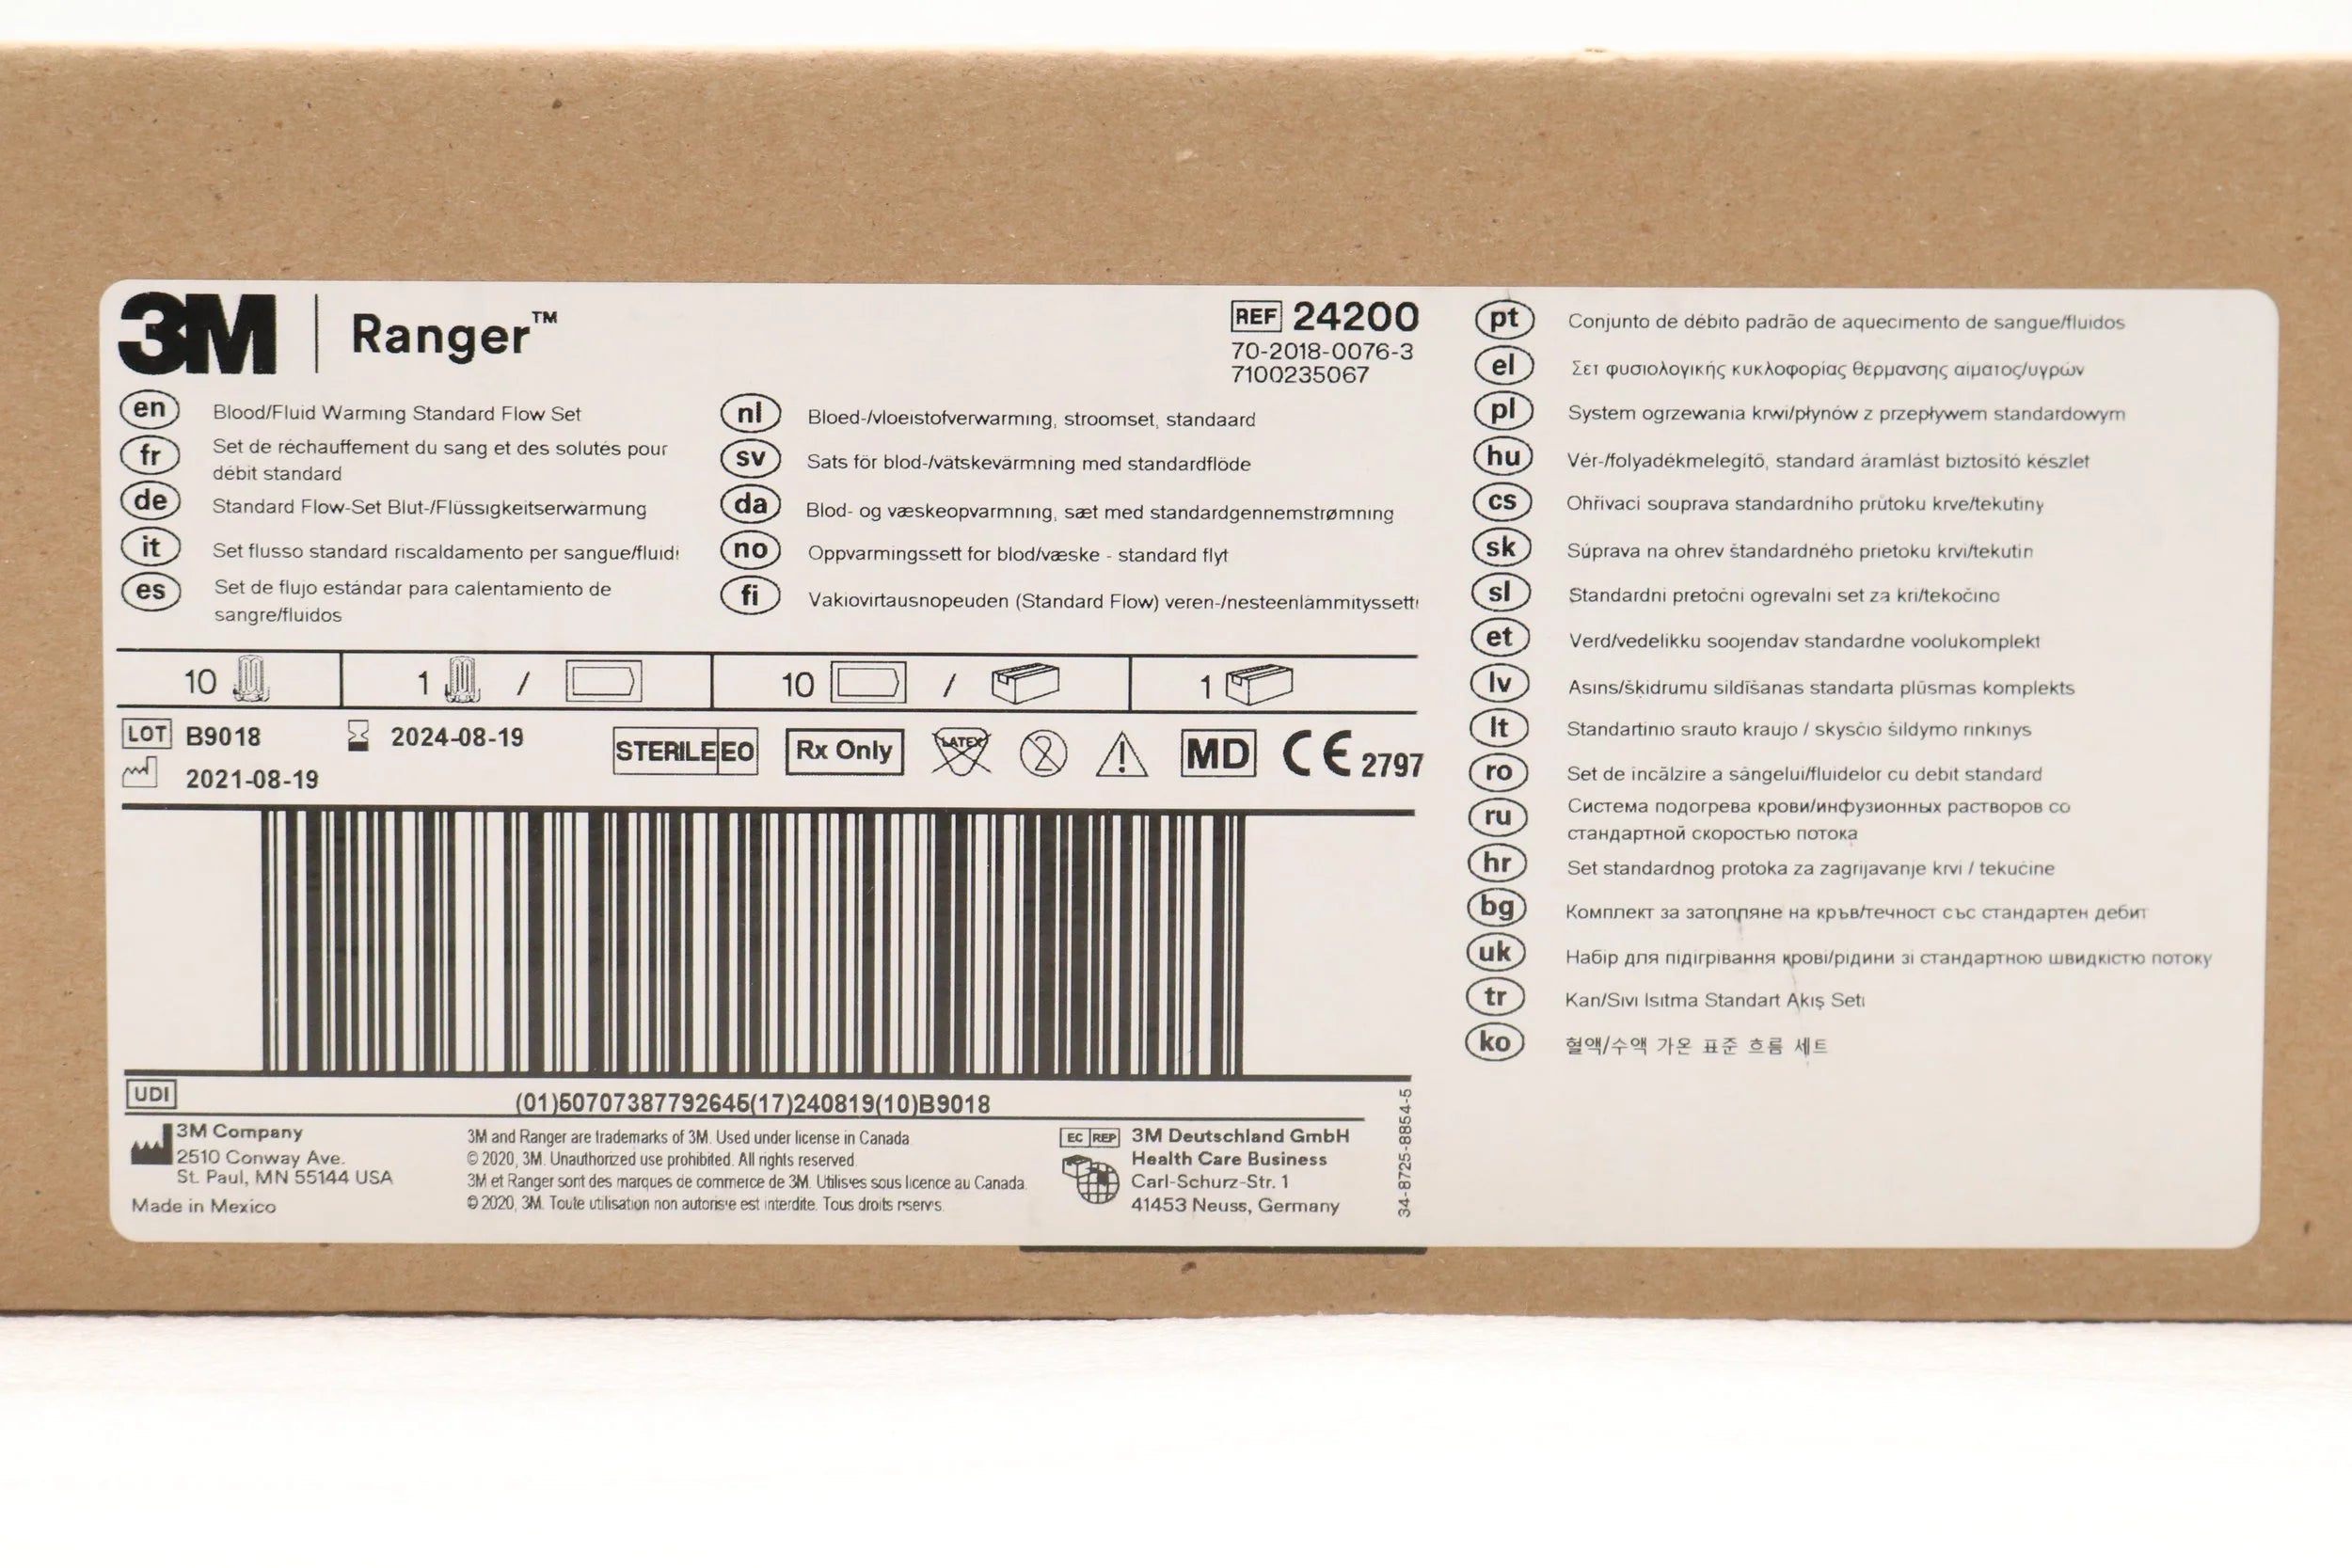 3M Ranger™
REF 24200
70-2018-0076-3
7100235067
en Blood/Fluid Warming Standard Flow Set
fr Set de réchauffement du sang et des solutés pour
débit standard
de Standard Flow-Set Blut-/Flüssigkeitserwärmung
it Set flusso standard riscaldamento per sangue/fluidi
es Set de flujo estándar para calentamiento de
sangre/fluidos
nl Bloed-/vloeistofverwarming, stroomset, standaard
sv Sats för blod-/vätskevärmning med standardflöde
da Blod- og væskeopvarmning, sæt med standardgennemstrømning
no Oppvarmingssett for blod/væske - standard flyt
fi Vakiovirtausnopeuden (Standard Flow) veren-/nesteenlämmityssetti
10 1 / 10 / 1
LOT B9018 2024-08-19
2021-08-19
STERILE EO Rx Only LATEX 2 MD CE 2797
UDI (01)50707387792645(17)240819(10)B9018
3M Company
2510 Conway Ave.
St. Paul, MN 55144 USA
Made in Mexico
3M and Ranger are trademarks of 3M. Used under license in Canada.
© 2020, 3M. Unauthorized use prohibited. All rights reserved.
3M et Ranger sont des marques de commerce de 3M. Utilises sous licence au Canada.
© 2020, 3M. Toute utilisation non autorise est interdite. Tous droits rservs.
EC REP 3M Deutschland GmbH
Health Care Business
Carl-Schurz-Str. 1
41453 Neuss, Germany
34-8725-8854-5
pt Conjunto de débito padrão de aquecimento de sangue/fluidos
el Σετ φυσιολογικής κυκλοφορίας θέρμανσης αίματος/υγρών
pl System ogrzewania krwi/płynów z przepływem standardowym
hu Vér-/folyadékmelegítő, standard áramlást biztosító készlet
cs Ohřívací souprava standardního průtoku krve/tekutiny
sk Súprava na ohrev štandardného prietoku krvi/tekutín
sl Standardni pretočni ogrevalni set za kri/tekočino
et Verd/vedelikku soojendav standardne voolukomplekt
lv Asins/šķidrumu sildīšanas standarta plūsmas komplekts
lt Standartinio srauto kraujo / skysčio šildymo rinkinys
ro Set de încălzire a sângelui/fluidelor cu debit standard
ru Система подогрева крови/инфузионных растворов со
стандартной скоростью потока
hr Set standardnog protoka za zagrijavanje krvi / tekućine
bg Комплект за затопляне на кръв/течност със стандартен дебит
uk Набір для підігрівання крові/рідини зі стандартною швидкістю потоку
tr Kan/Sıvı Isıtma Standart Akış Seti
ko 혈액/수액 가온 표준 흐름 세트